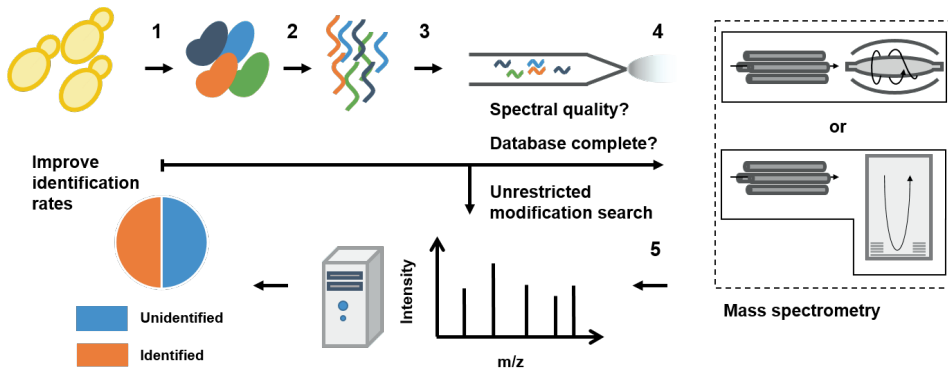 1
2
3
4
Spectral quality?
Database complete?
Improve
identification
rates
Unrestricted
modification search
or
5
Intensity
m/z
Mass spectrometry
Unidentified
Identified